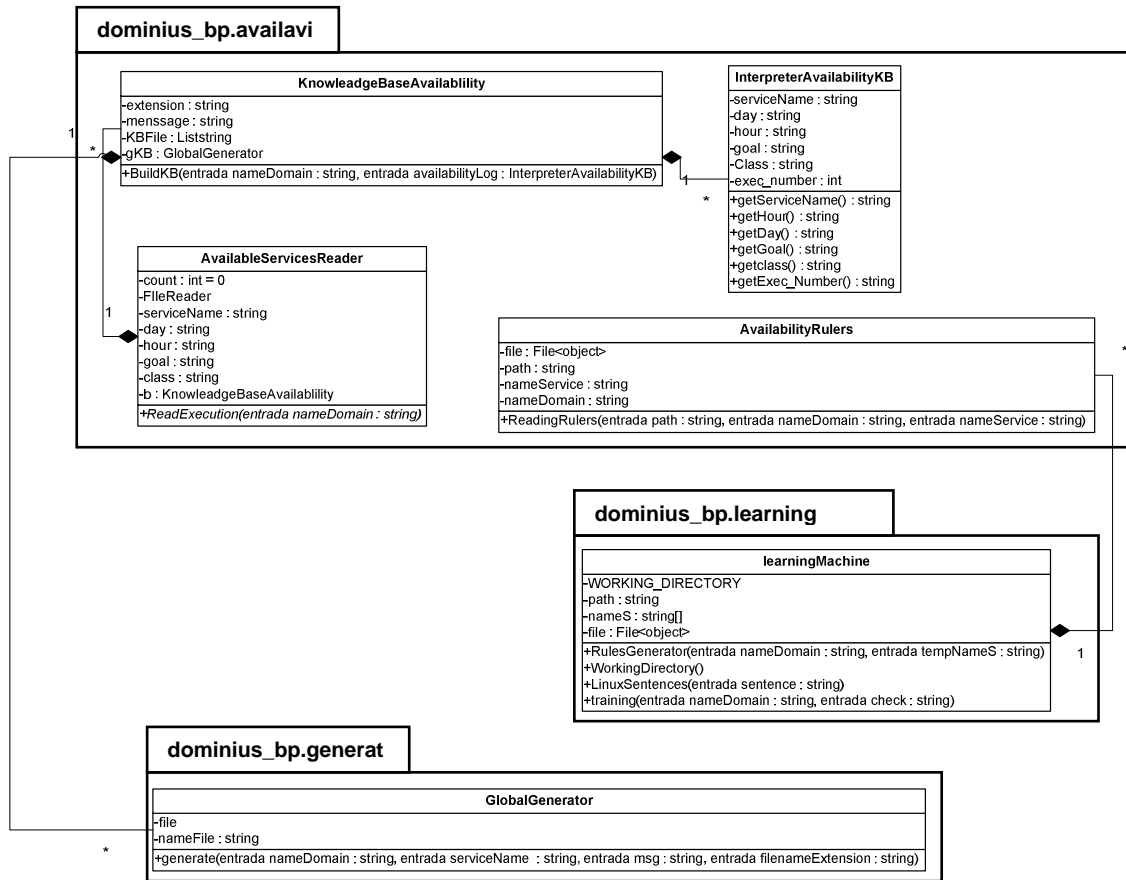 dominius_bp.availavi
KnowleadgeBaseAvailablility
-extension : string
-menssage : string
-KBFile : Liststring
-gKB : GlobalGenerator
+BuildKB(entrada nameDomain : string, entrada availabilityLog : InterpreterAvailabilityKB)
InterpreterAvailabilityKB
-serviceName : string
-day : string
-hour : string
-goal : string
-Class : string
-exec_number : int
+getServiceName() : string
+getHour() : string
+getDay() : string
+getGoal() : string
+getclass() : string
+getExec_Number() : string
1
*
1
*
AvailableServicesReader
-count : int = 0
-FIleReader
-serviceName : string
-day : string
-hour : string
-goal : string
-class : string
-b : KnowleadgeBaseAvailablility
+ReadExecution(entrada nameDomain : string)
1
AvailabilityRulers
-file : File<object>
-path : string
-nameService : string
-nameDomain : string
+ReadingRulers(entrada path : string, entrada nameDomain : string, entrada nameService : string)
*
dominius_bp.learning
learningMachine
-WORKING_DIRECTORY
-path : string
-nameS : string[]
-file : File<object>
+RulesGenerator(entrada nameDomain : string, entrada tempNameS : string)
+WorkingDirectory()
+LinuxSentences(entrada sentence : string)
+training(entrada nameDomain : string, entrada check : string)
1
dominius_bp.generat
GlobalGenerator
-file
-nameFile : string
+generate(entrada nameDomain : string, entrada serviceName : string, entrada msg : string, entrada filenameExtension : string)
*